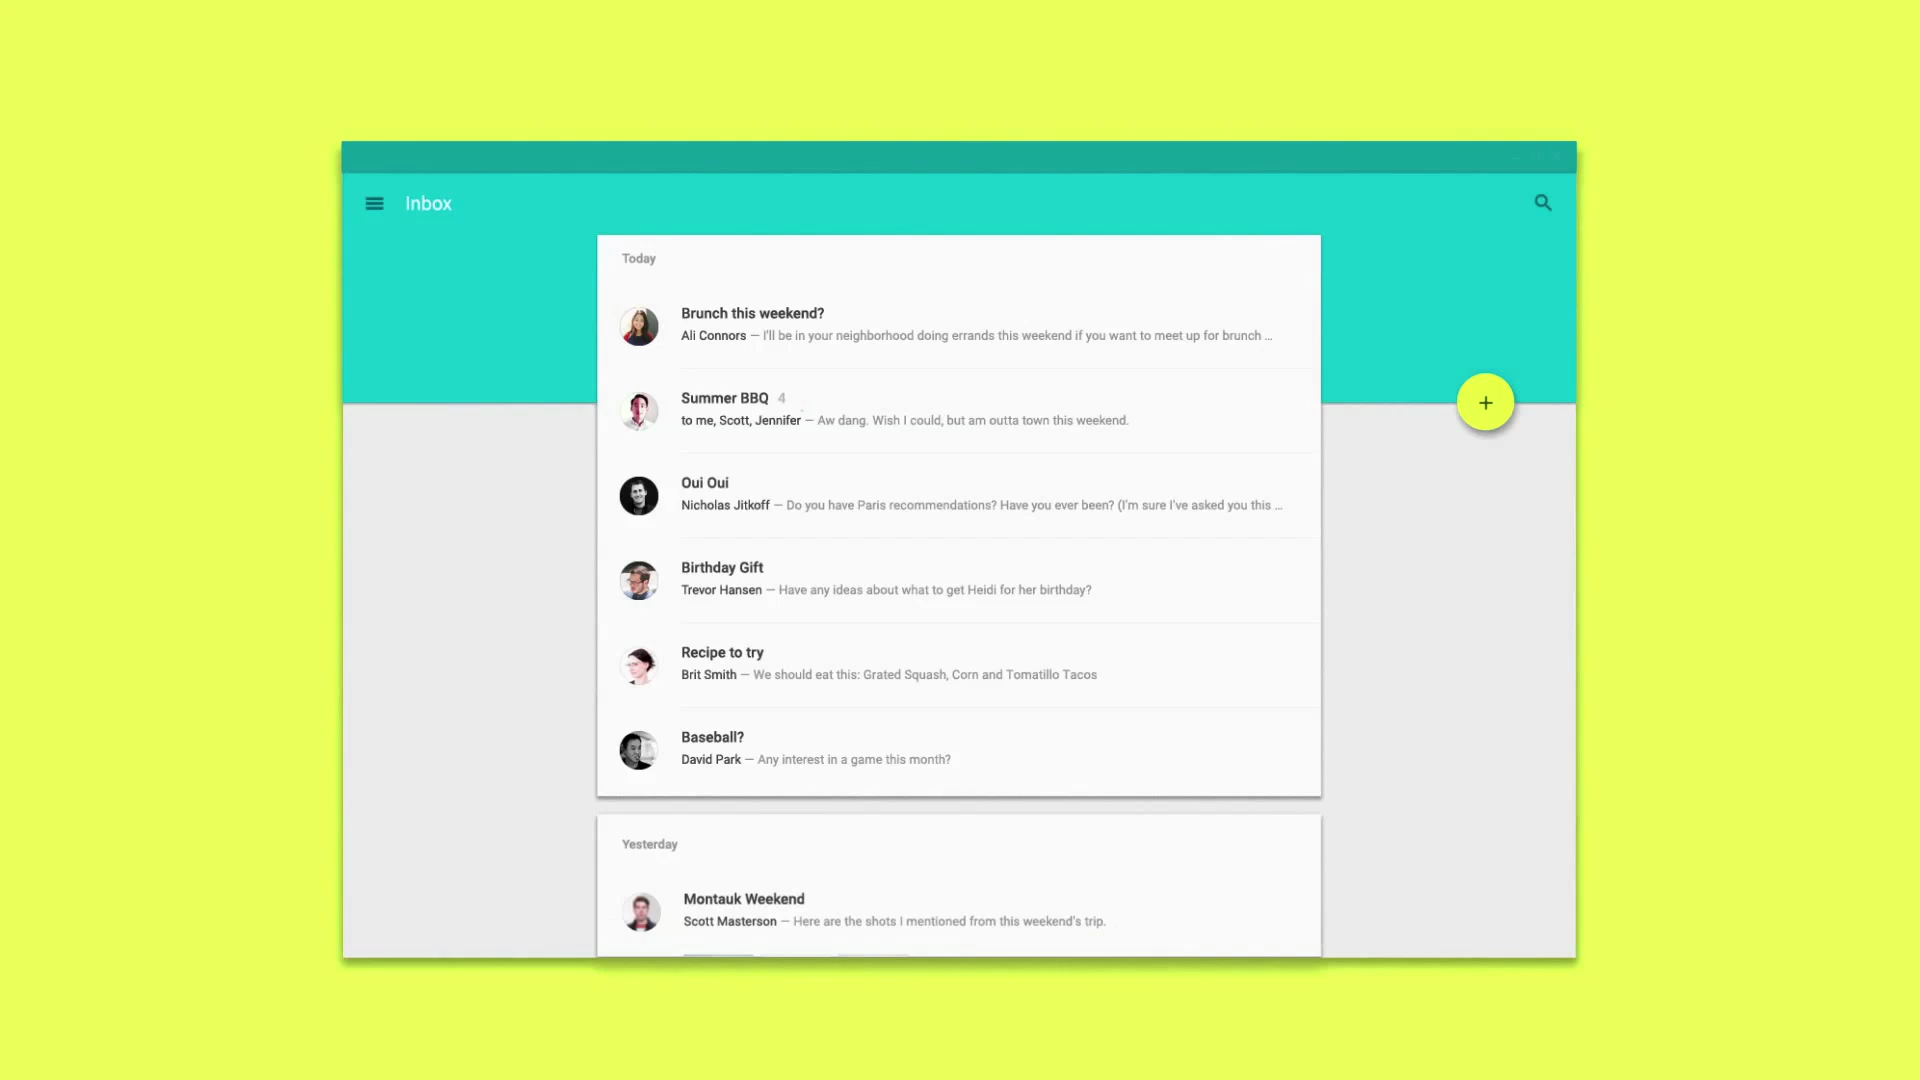 Inbox
Today
Brunch this weekend?
Ali Connors — I'll be in your neighborhood doing errands this weekend if you want to meet up for brunch ...
Summer BBQ 4
to me, Scott, Jennifer — Aw dang. Wish I could, but am outta town this weekend.
Oui Oui
Nicholas Jitkoff — Do you have Paris recommendations? Have you ever been? (I'm sure I've asked you this ...
Birthday Gift
Trevor Hansen — Have any ideas about what to get Heidi for her birthday?
Recipe to try
Brit Smith — We should eat this: Grated Squash, Corn and Tomatillo Tacos
Baseball?
David Park — Any interest in a game this month?
Yesterday
Montauk Weekend
Scott Masterson — Here are the shots I mentioned from this weekend's trip.